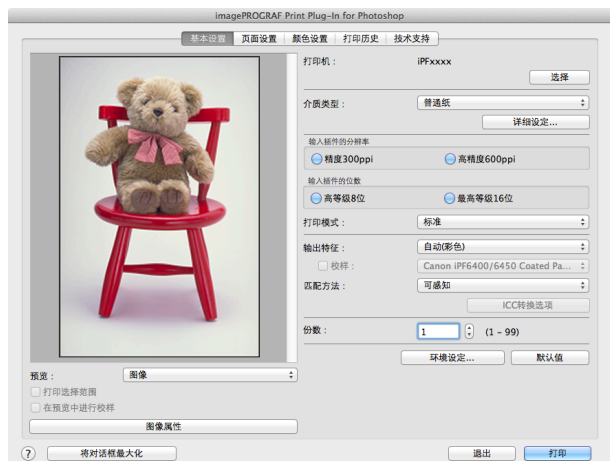 imagePROGRAF Print Plug-In for Photoshop
基本设置 页面设置 颜色设置 打印历史 技术支持
打印机： iPFxxxx
选择
介质类型： 普通纸
详细设定...
输入插件的分辨率
精度300ppi 高精度600ppi
输入插件的位数
高等级8位 最高等级16位
打印模式： 标准
输出特征： 自动(彩色)
校样： Canon iPF6400/6450 Coated Pa...
匹配方法： 可感知
ICC转换选项
份数： 1 (1 - 99)
环境设定... 默认值
预览： 图像
打印选择范围
在预览中进行校样
图像属性
? 将对话框最大化 退出 打印